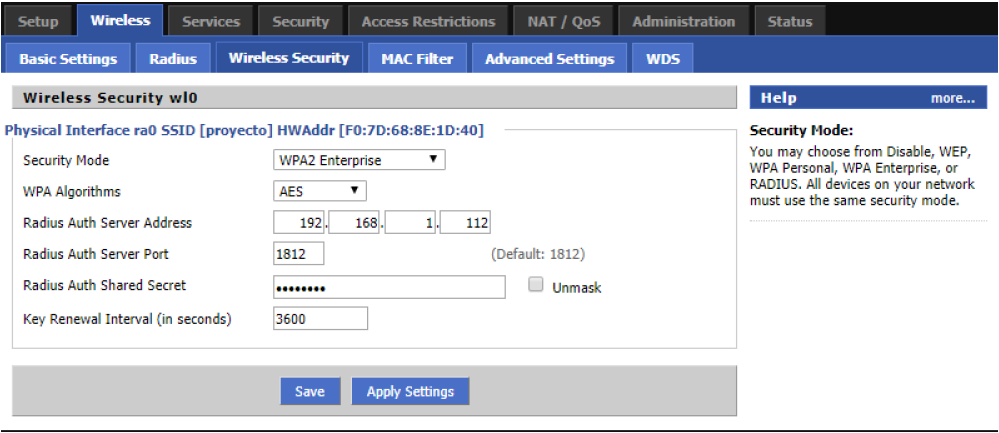 Setup Wireless Services Security Access Restrictions NAT / QoS Administration Status
Basic Settings Radius Wireless Security MAC Filter Advanced Settings WDS
Wireless Security wl0
Physical Interface ra0 SSID [proyecto] HWAddr [F0:7D:68:8E:1D:40]
Security Mode WPA2 Enterprise
WPA Algorithms AES
Radius Auth Server Address 192. 168. 1. 112
Radius Auth Server Port 1812 (Default: 1812)
Radius Auth Shared Secret •••••••• Unmask
Key Renewal Interval (in seconds) 3600
Save Apply Settings
Help more...
Security Mode:
You may choose from Disable, WEP,
WPA Personal, WPA Enterprise, or
RADIUS. All devices on your network
must use the same security mode.